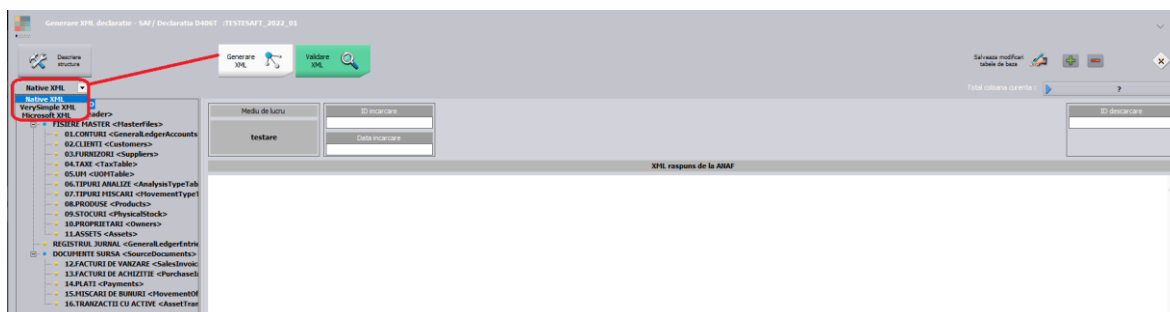 Generare XML declaratie - SAF/ Declaratia D406T :TESTESAFT_2022_01
Descriere structura
Generare XML
Validare XML
Salveaza modificari tabele de baza
Native XML
Native XML
VerySimple XML
Microsoft XML
Total coloana curenta :
?
Mediu de lucru
testare
ID incarcare
Data incarcare
ID descarcare
XML raspuns de la ANAF
FISIERE MASTER <MasterFiles>
01.CONTURI <GeneralLedgerAccounts
02.CLIENTI <Customers>
03.FURNIZORI <Suppliers>
04.TAXE <TaxTable>
05.UM <UOMTable>
06.TIPURI ANALIZE <AnalysisTypeTab
07.TIPURI MISCARI <MovementTypeT
08.PRODUSE <Products>
09.STOCURI <PhysicalStock>
10.PROPRIETARI <Owners>
11.ASSETS <Assets>
REGISTRUL JURNAL <GeneralLedgerEntrie
DOCUMENTE SURSA <SourceDocuments>
12.FACTURI DE VANZARE <SalesInvoic
13.FACTURI DE ACHIZITIE <PurchaseI
14.PLATI <Payments>
15.MISCARI DE BUNURI <MovementOf
16.TRANZACTII CU ACTIVE <AssetTran